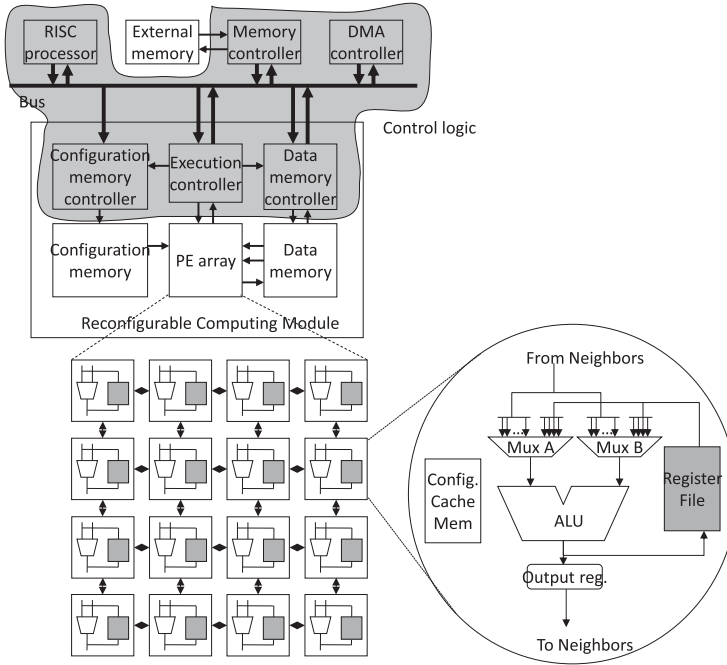 RISC
processor
External
memory
Memory
controller
DMA
controller
Bus
Control logic
Configuration
memory
controller
Execution
controller
Data
memory
controller
Configuration
memory
PE array
Data
memory
Reconfigurable Computing Module
From Neighbors
...
...
Mux A
Mux B
Config.
Cache
Mem
Register
File
ALU
Output reg.
To Neighbors